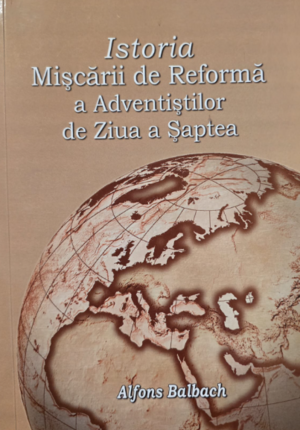 Istoria
Mişcării de Reformă
a Adventiştilor
de Ziua a Şaptea
Alfons Balbach